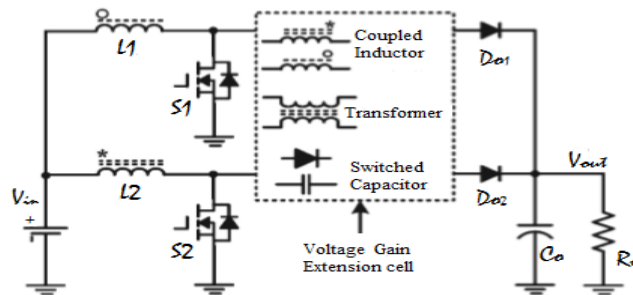 L1
S1
Coupled
Inductor
Transformer
Switched
Capacitor
Do1
Vin
+
L2
S2
Voltage Gain
Extension cell
Do2
Vout
Co